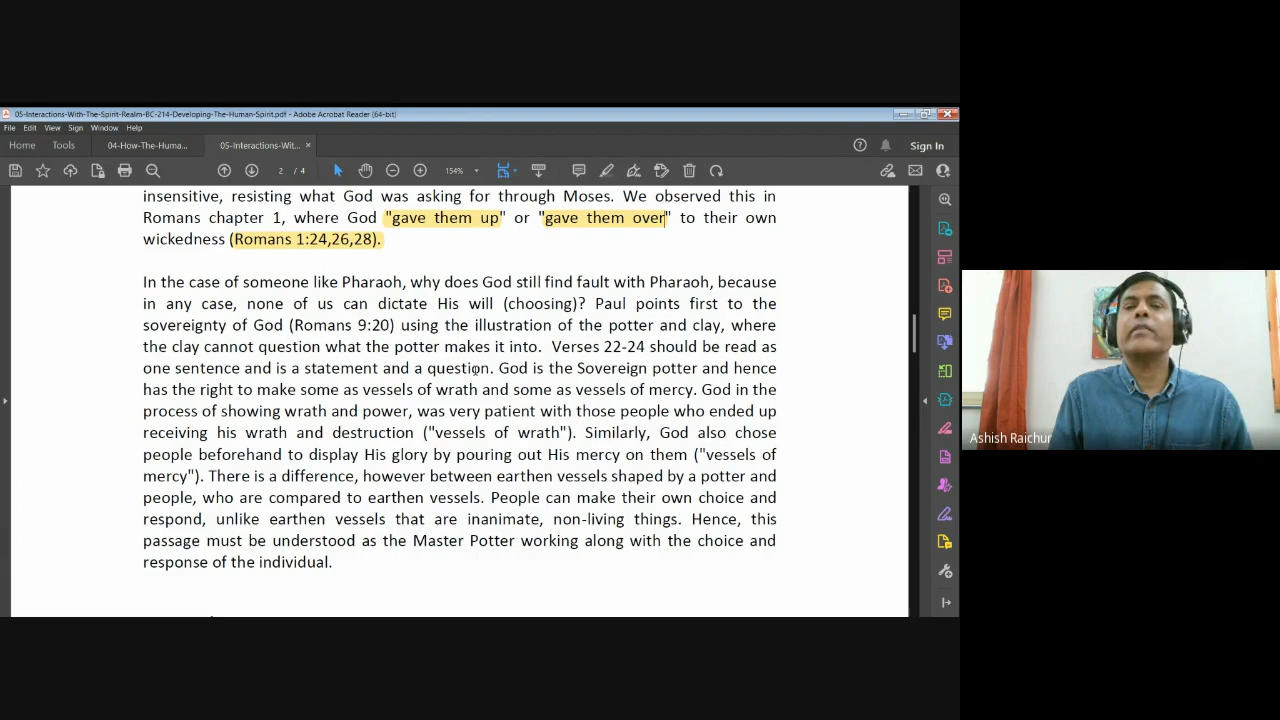 05-Interactions-With-The-Spirit-Realm-BC-214-Developing-The-Human-Spirit.pdf - Adobe Acrobat Reader (64-bit)
File Edit View Sign Window Help
Home Tools 04-How-The-Huma... 05-Interactions-Wit... × Sign In
2 / 4 154%
insensitive, resisting what God was asking for through Moses. We observed this in
Romans chapter 1, where God "gave them up" or "gave them over" to their own
wickedness (Romans 1:24,26,28).
In the case of someone like Pharaoh, why does God still find fault with Pharaoh, because
in any case, none of us can dictate His will (choosing)? Paul points first to the
sovereignty of God (Romans 9:20) using the illustration of the potter and clay, where
the clay cannot question what the potter makes it into. Verses 22-24 should be read as
one sentence and is a statement and a question. God is the Sovereign potter and hence
has the right to make some as vessels of wrath and some as vessels of mercy. God in the
process of showing wrath and power, was very patient with those people who ended up
receiving his wrath and destruction ("vessels of wrath"). Similarly, God also chose
people beforehand to display His glory by pouring out His mercy on them ("vessels of
mercy"). There is a difference, however between earthen vessels shaped by a potter and
people, who are compared to earthen vessels. People can make their own choice and
respond, unlike earthen vessels that are inanimate, non-living things. Hence, this
passage must be understood as the Master Potter working along with the choice and
response of the individual.
Ashish Raichur